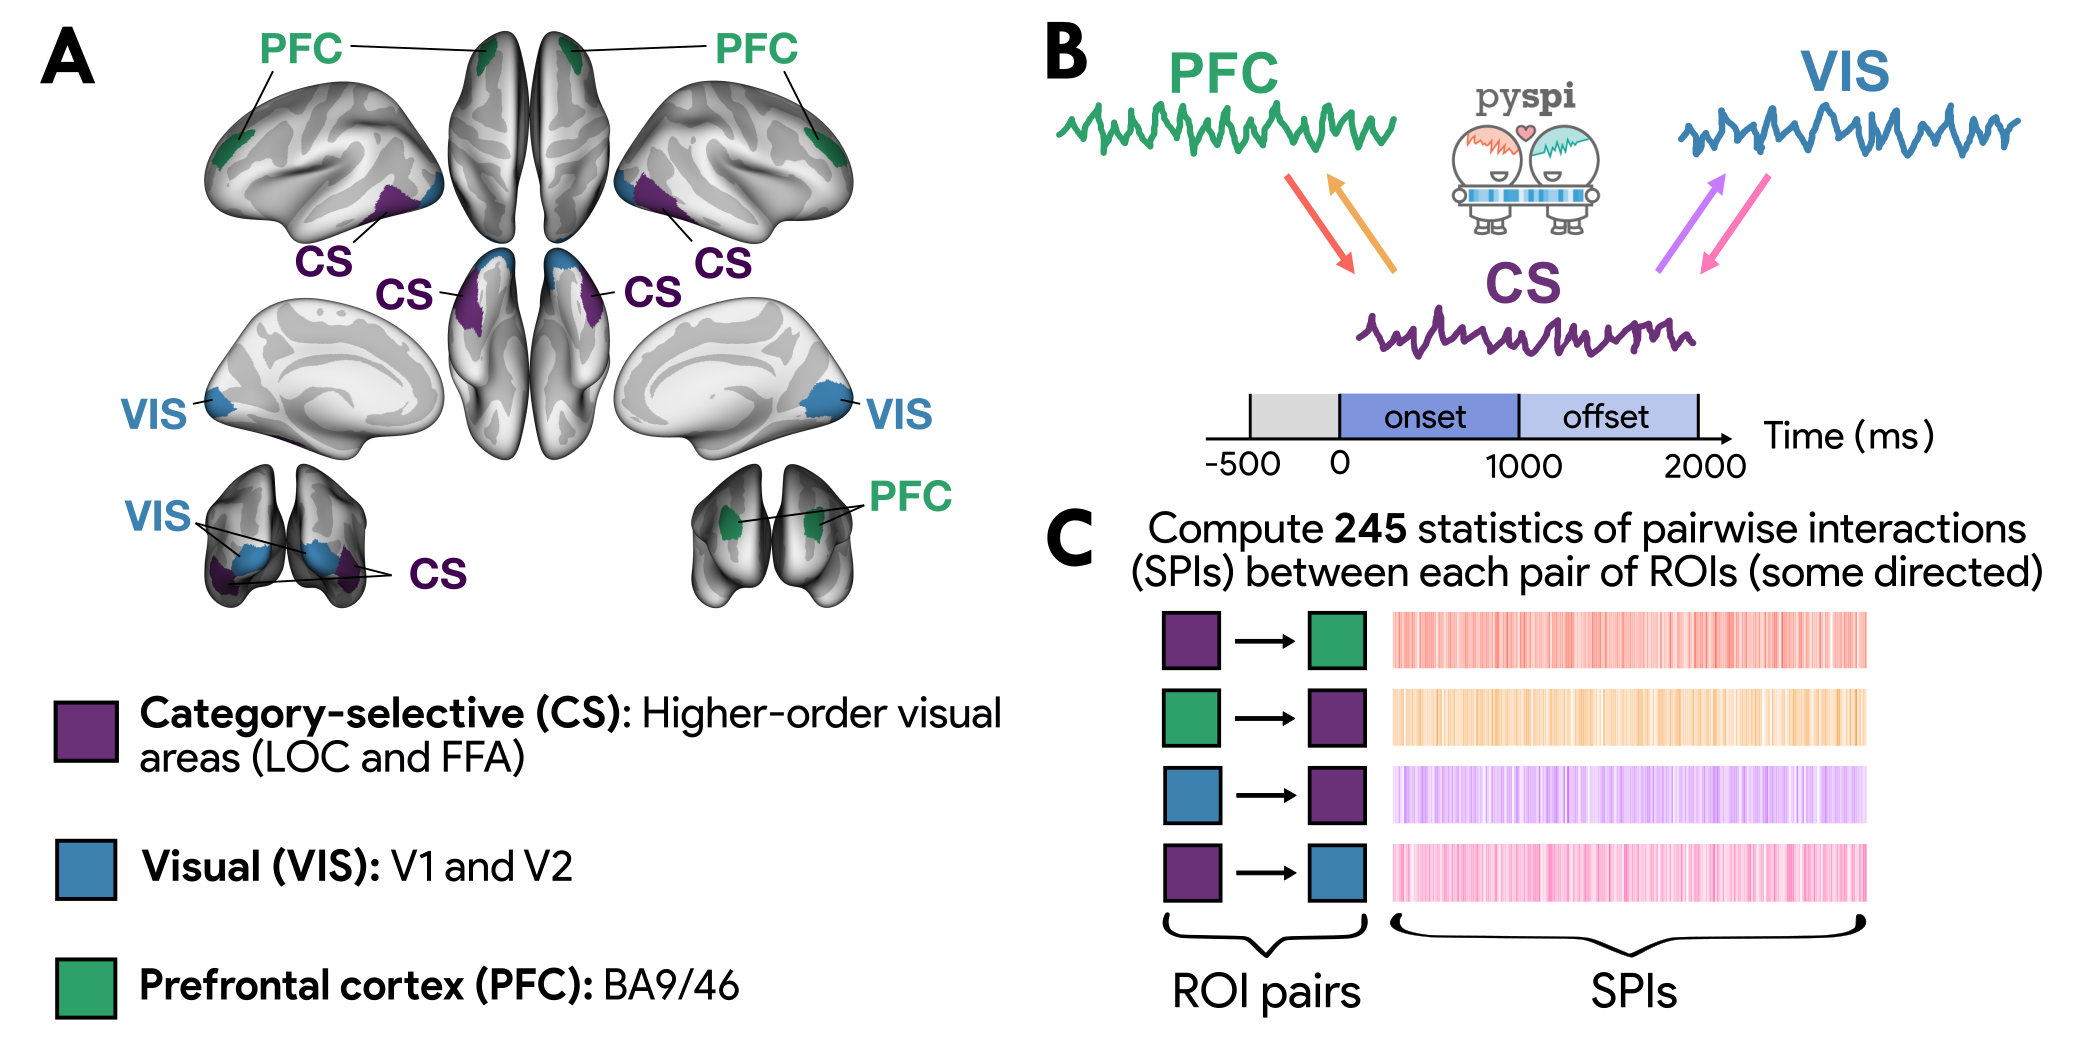 A
PFC
PFC
CS
CS
CS
CS
VIS
VIS
VIS
PFC
CS
Category-selective (CS): Higher-order visual
areas (LOC and FFA)
Visual (VIS): V1 and V2
Prefrontal cortex (PFC): BA9/46
B
PFC
pyspi
VIS
CS
onset
offset
Time (ms)
-500
0
1000
2000
C
Compute 245 statistics of pairwise interactions
(SPIs) between each pair of ROIs (some directed)
ROI pairs
SPIs